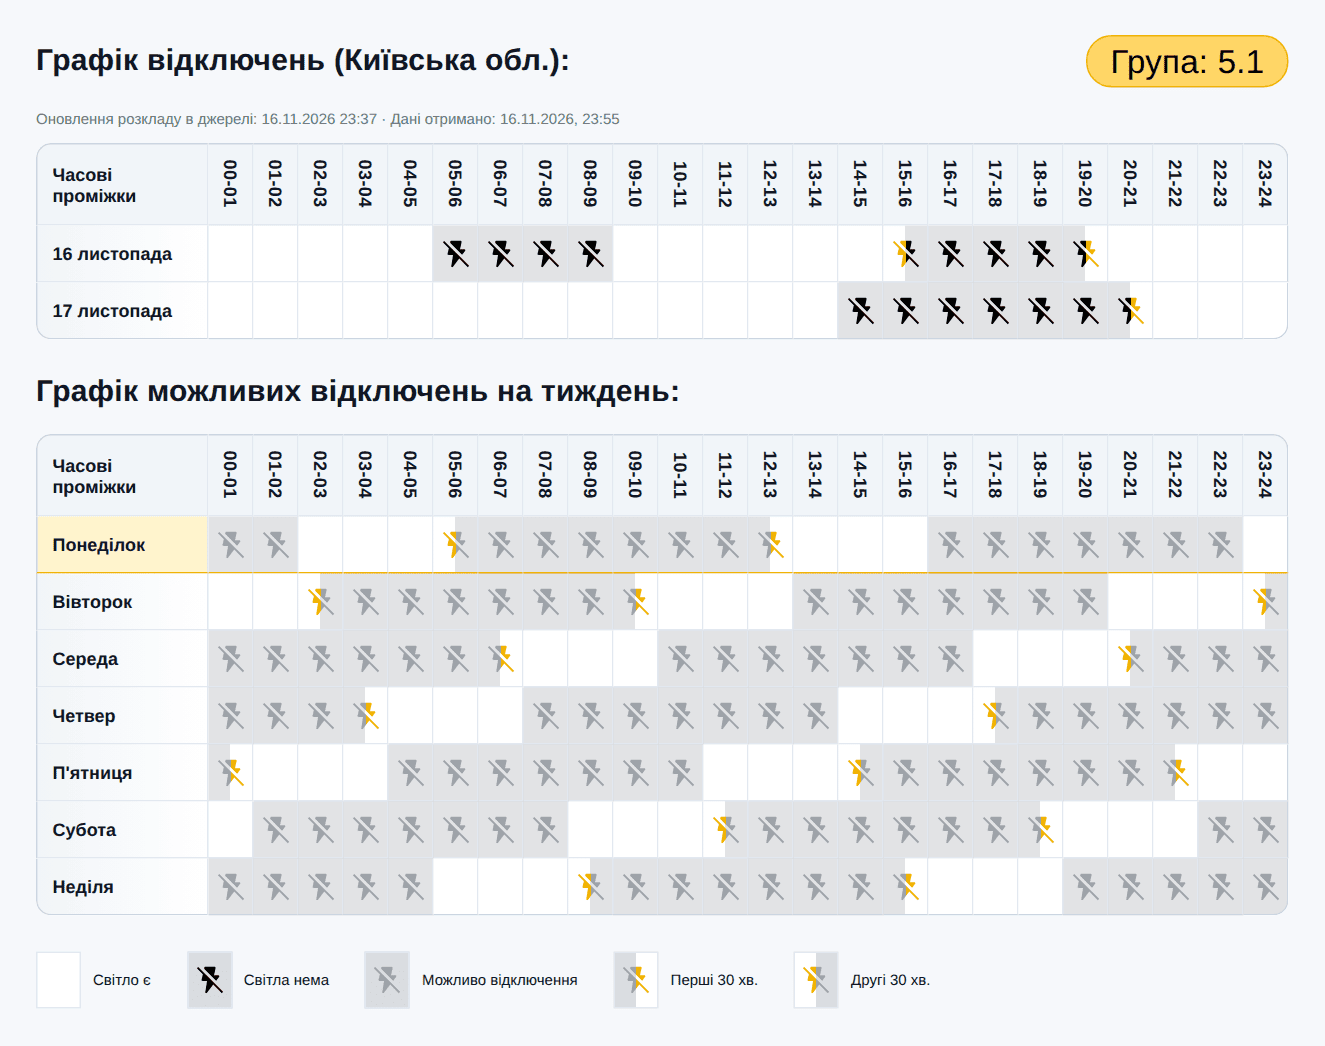 Графік відключень (Київська обл.):
Група: 5.1
Оновлення розкладу в джерелі: 16.11.2026 23:37 · Дані отримано: 16.11.2026, 23:55
Часові
проміжки
00-01 01-02 02-03 03-04 04-05 05-06 06-07 07-08 08-09 09-10 10-11 11-12 12-13 13-14 14-15 15-16 16-17 17-18 18-19 19-20 20-21 21-22 22-23 23-24
16 листопада
17 листопада
Графік можливих відключень на тиждень:
Часові
проміжки
00-01 01-02 02-03 03-04 04-05 05-06 06-07 07-08 08-09 09-10 10-11 11-12 12-13 13-14 14-15 15-16 16-17 17-18 18-19 19-20 20-21 21-22 22-23 23-24
Понеділок
Вівторок
Середа
Четвер
П'ятниця
Субота
Неділя
Світло є Світла нема Можливо відключення Перші 30 хв. Другі 30 хв.